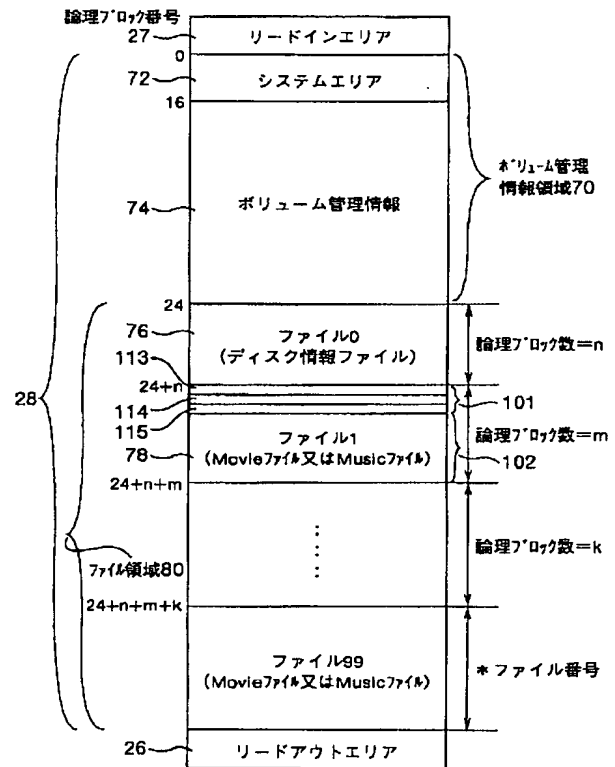 論理ブロック番号
27
リードインエリア
0
72
システムエリア
16
74
ボリューム管理情報
ボリューム管理
情報領域70
24
76
ファイル0
(ディスク情報ファイル)
論理ブロック数=n
113
24+n
114
115
101
28
ファイル1
論理ブロック数=m
78
(Movieファイル又はMusicファイル)
102
24+n+m
論理ブロック数=k
ファイル領域80
24+n+m+k
ファイル99
(Movieファイル又はMusicファイル)
*ファイル番号
26
リードアウトエリア